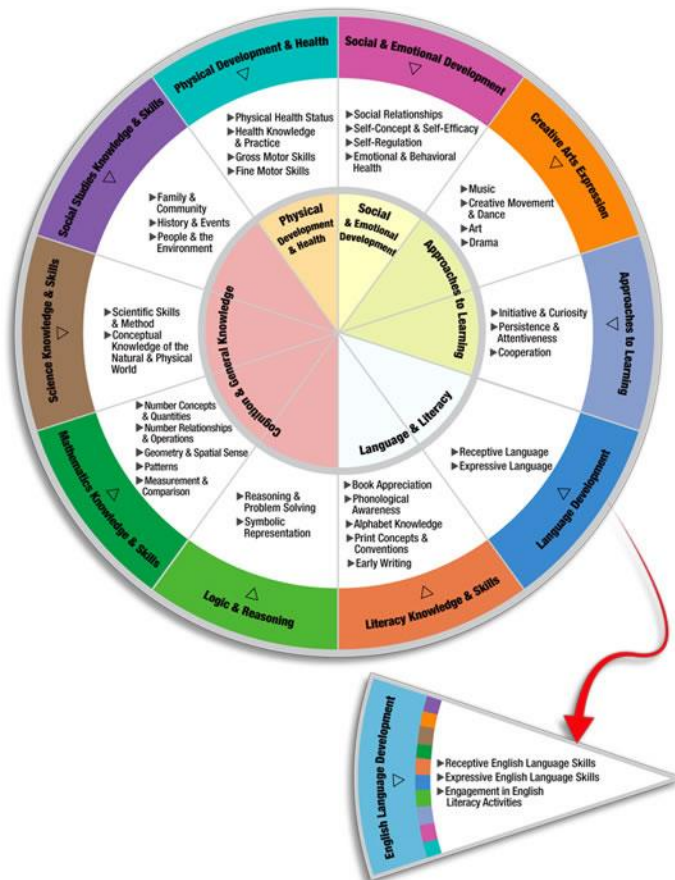 Physical Development & Health
▶Physical Health Status
▶Health Knowledge
& Practice
▶Gross Motor Skills
▶Fine Motor Skills
Social & Emotional Development
▶Social Relationships
▶Self-Concept & Self-Efficacy
▶Self-Regulation
▶Emotional & Behavioral
Health
Creative Arts Expression
▶Music
▶Creative Movement
& Dance
▶Art
▶Drama
Approaches to Learning
▶Initiative & Curiosity
▶Persistence &
Attentiveness
▶Cooperation
Language Development
▶Receptive Language
▶Expressive Language
Literacy Knowledge & Skills
▶Book Appreciation
▶Phonological
Awareness
▶Alphabet Knowledge
▶Print Concepts &
Conventions
▶Early Writing
Logic & Reasoning
▶Reasoning &
Problem Solving
▶Symbolic
Representation
Mathematics Knowledge & Skills
▶Number Concepts
& Quantities
▶Number Relationships
& Operations
▶Geometry & Spatial Sense
▶Patterns
▶Measurement &
Comparison
Science Knowledge & Skills
▶Scientific Skills
& Method
▶Conceptual
Knowledge of the
Natural & Physical
World
Social Studies Knowledge & Skills
▶Family &
Community
▶History & Events
▶People & the
Environment
Physical
Development
& Health
Social
& Emotional
Development
Approaches to Learning
Language & Literacy
Cognition & General Knowledge
English Language Development
▶Receptive English Language Skills
▶Expressive English Language Skills
▶Engagement in English
Literacy Activities